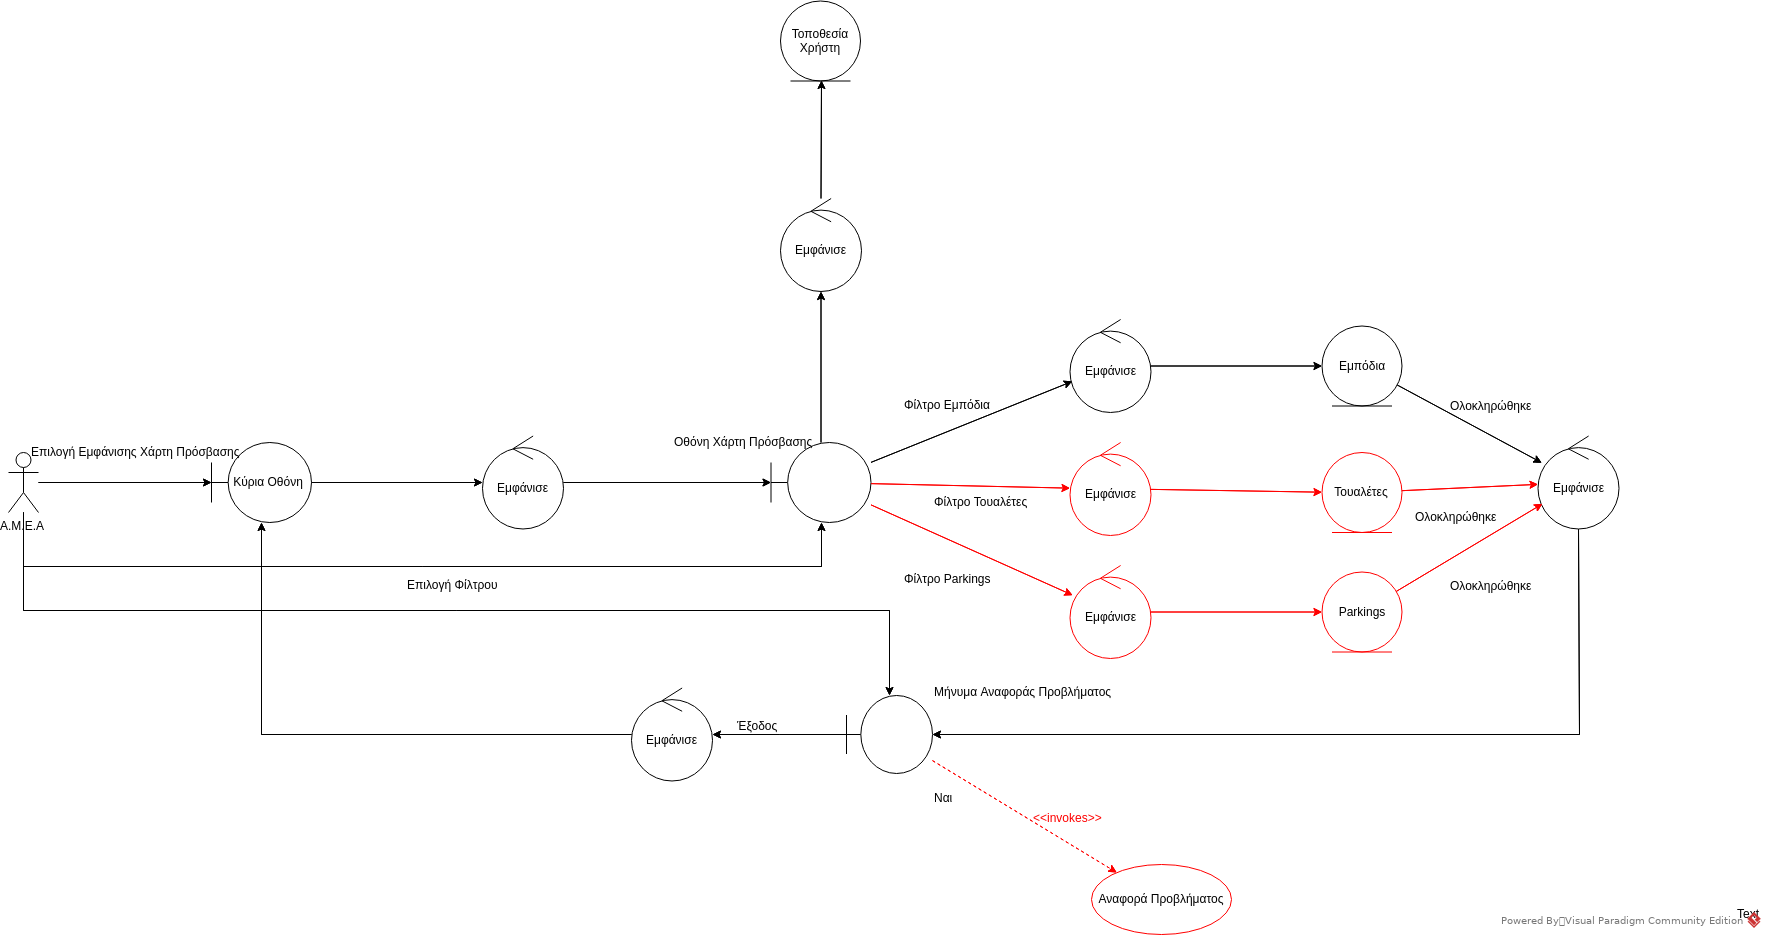 Τοποθεσία
Χρήστη
Εμφάνισε
Εμφάνισε
Εμπόδια
Φίλτρο Εμπόδια
Ολοκληρώθηκε
Οθόνη Χάρτη Πρόσβασης
Επιλογή Εμφάνισης Χάρτη Πρόσβασης
Κύρια Οθόνη
Εμφάνισε
Εμφάνισε
Τουαλέτες
Εμφάνισε
Φίλτρο Τουαλέτες
Ολοκληρώθηκε
Α.Μ.Ε.Α
Φίλτρο Parkings
Επιλογή Φίλτρου
Ολοκληρώθηκε
Εμφάνισε
Parkings
Μήνυμα Αναφοράς Προβλήματος
Έξοδος
Εμφάνισε
Ναι
<<invokes>>
Αναφορά Προβλήματος
Text
Powered By Visual Paradigm Community Edition